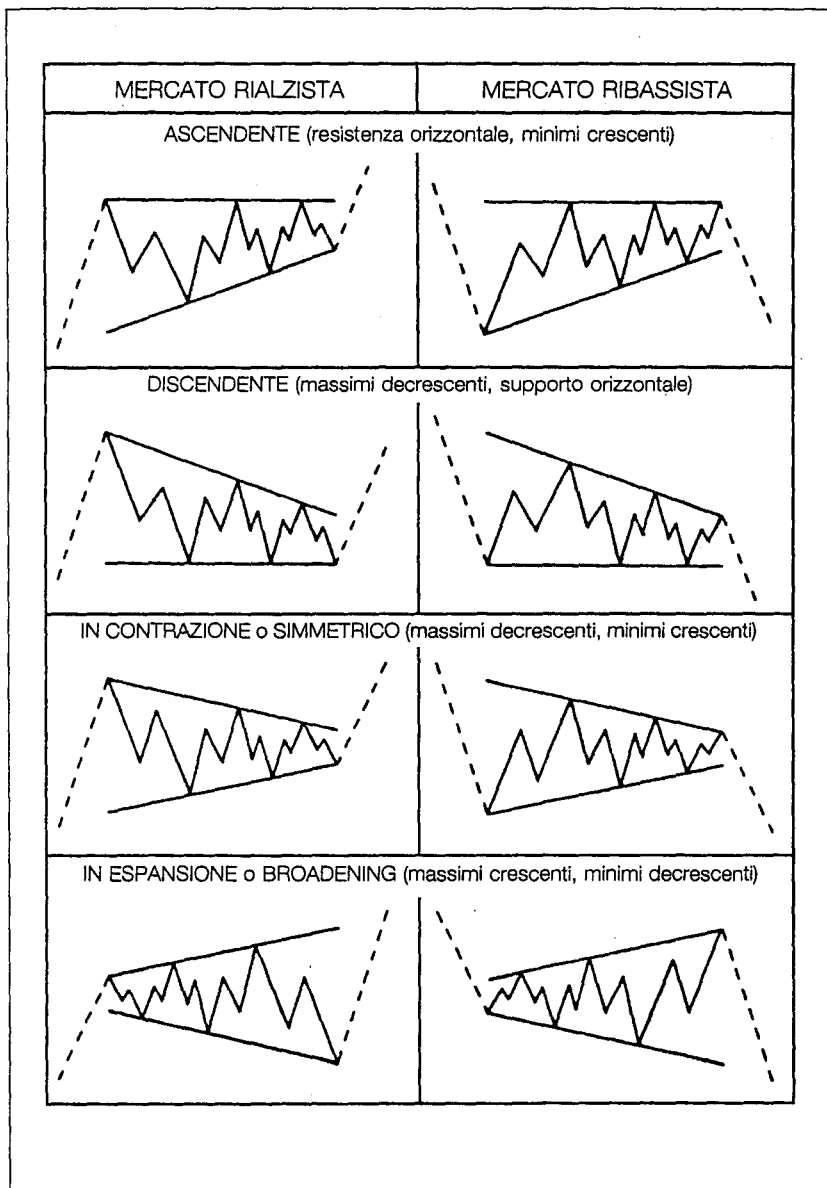 MERCATO RIALZISTA
MERCATO RIBASSISTA
ASCENDENTE (resistenza orizzontale, minimi crescenti)
DISCENDENTE (massimi decrescenti, supporto orizzontale)
IN CONTRAZIONE o SIMMETRICO (massimi decrescenti, minimi crescenti)
IN ESPANSIONE o BROADENING (massimi crescenti, minimi decrescenti)